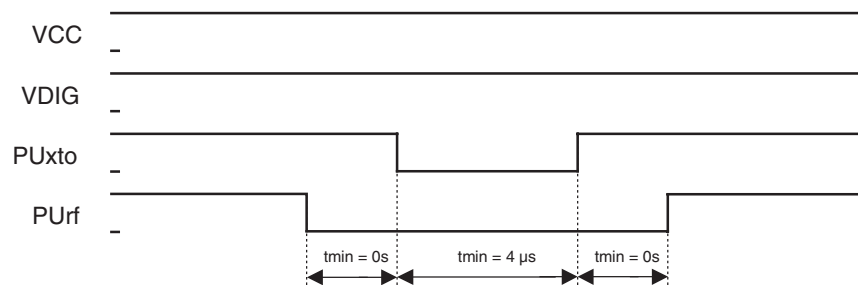 VCC
VDIG
PUxto
PUrf
tmin = 0s tmin = 4 µs tmin = 0s